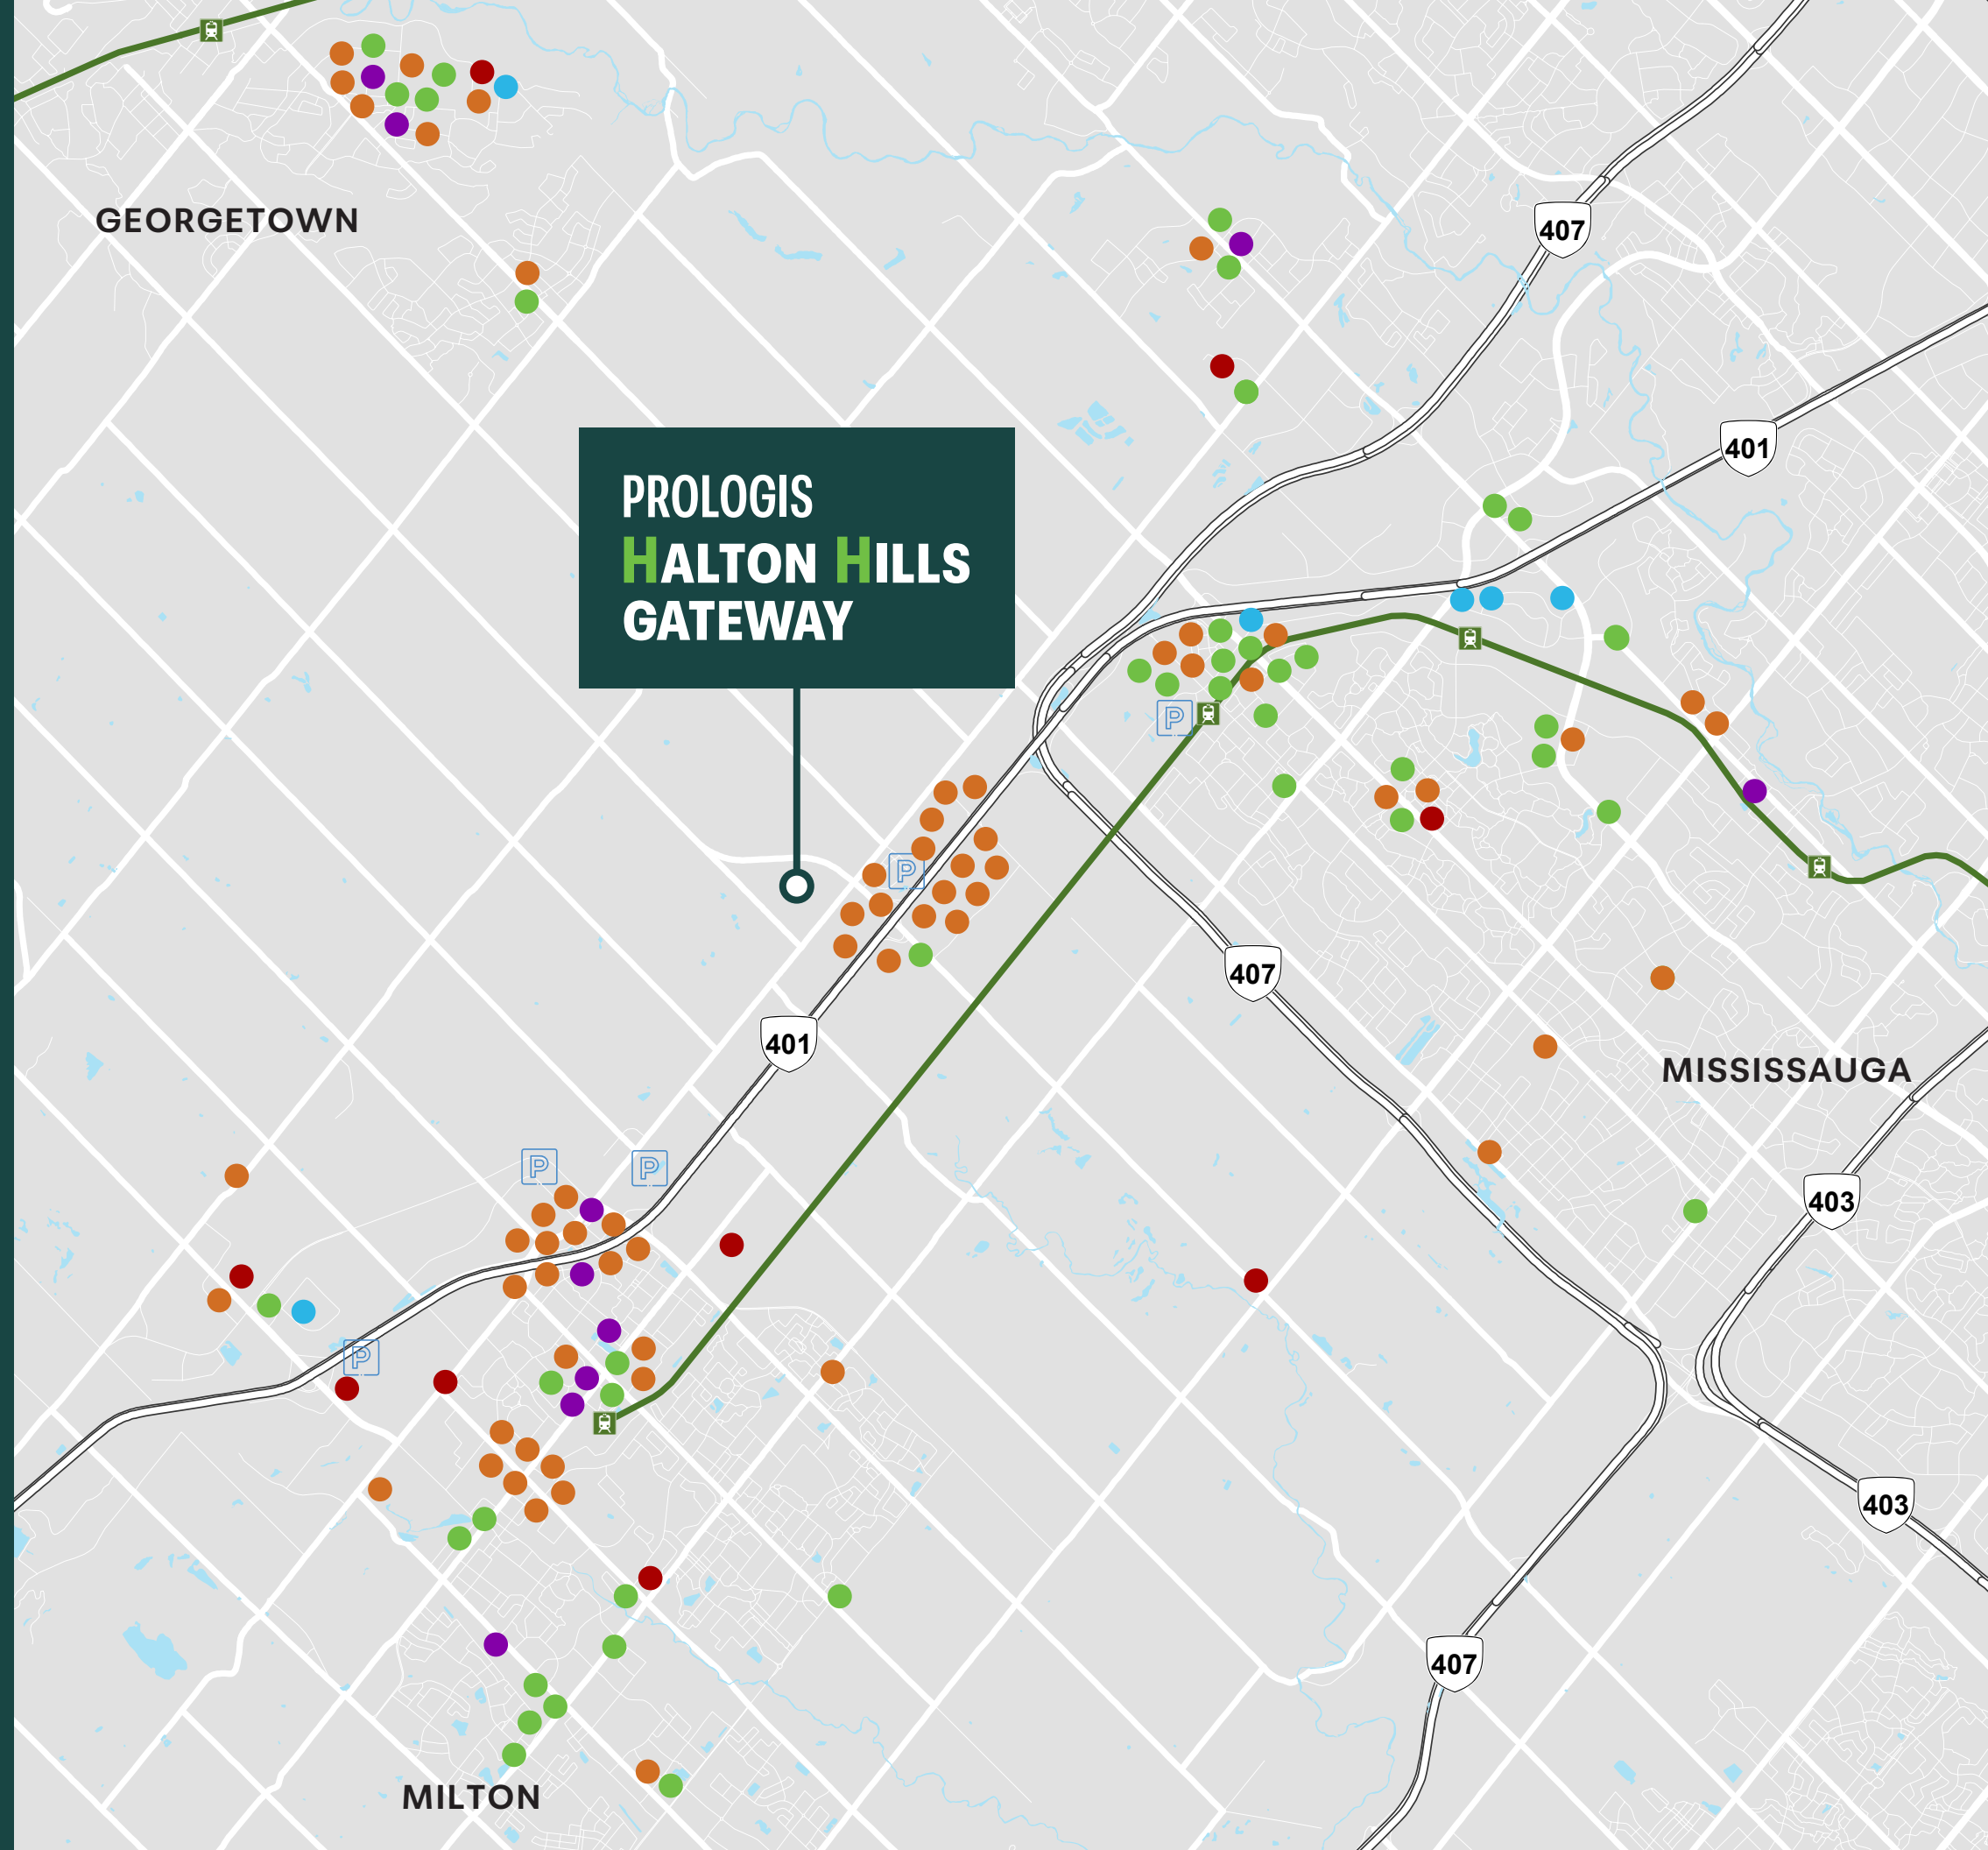 GEORGETOWN
407
401
PROLOGIS
HALTON HILLS
GATEWAY
P
P
407
401
MISSISSAUGA
P
P
403
P
403
407
MILTON